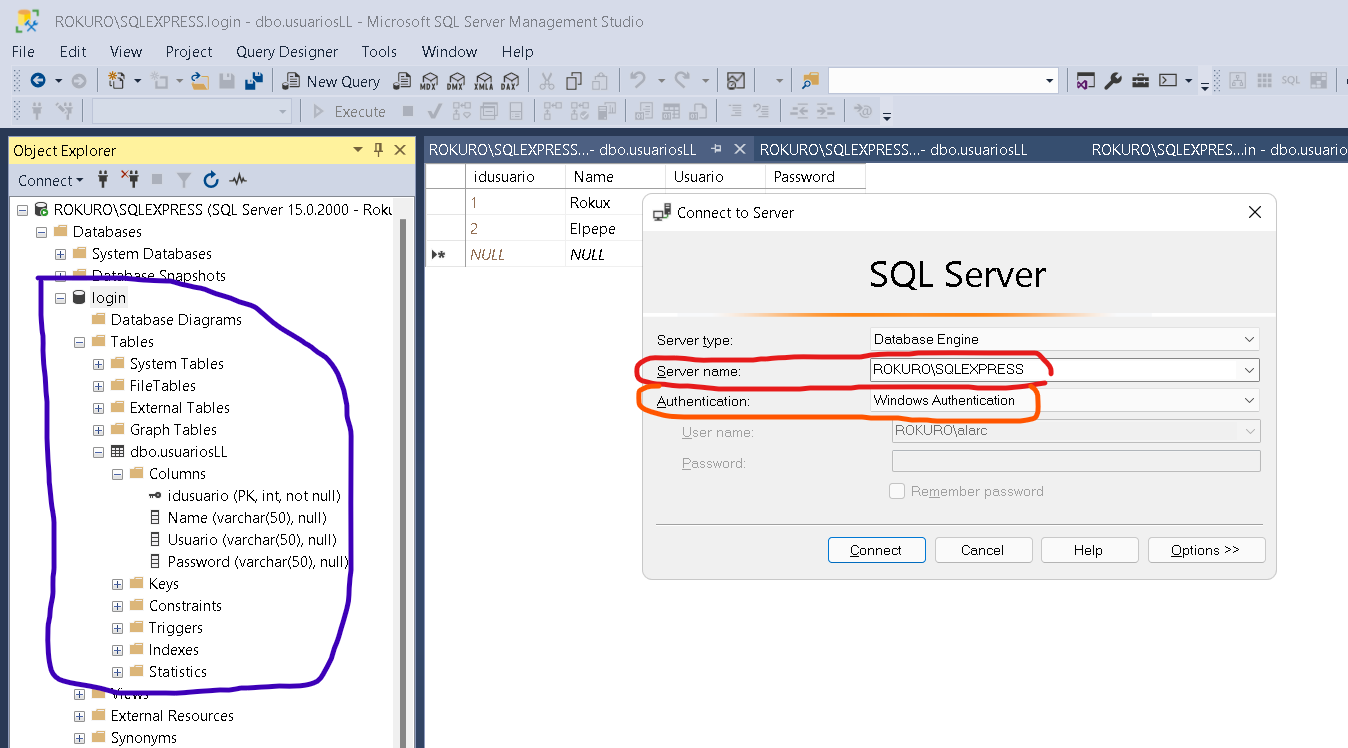 ROKURO\SQLEXPRESS.login - dbo.usuariosLL - Microsoft SQL Server Management Studio
File Edit View Project Query Designer Tools Window Help
New Query MDX DMX XMLA DAX SQL
Execute
Object Explorer
Connect
ROKURO\SQLEXPRESS (SQL Server 15.0.2000 - Roku
Databases
System Databases
Database Snapshots
login
Database Diagrams
Tables
System Tables
FileTables
External Tables
Graph Tables
dbo.usuariosLL
Columns
idusuario (PK, int, not null)
Name (varchar(50), null)
Usuario (varchar(50), null)
Password (varchar(50), null)
Keys
Constraints
Triggers
Indexes
Statistics
Views
External Resources
Synonyms
ROKURO\SQLEXPRESS...- dbo.usuariosLL ROKURO\SQLEXPRESS...- dbo.usuariosLL ROKURO\SQLEXPRES...in - dbo.usuario
idusuario Name Usuario Password
1 Rokux
2 Elpepe
NULL NULL
Connect to Server
SQL Server
Server type: Database Engine
Server name: ROKURO\SQLEXPRESS
Authentication: Windows Authentication
User name: ROKURO\alarc
Password:
Remember password
Connect Cancel Help Options >>